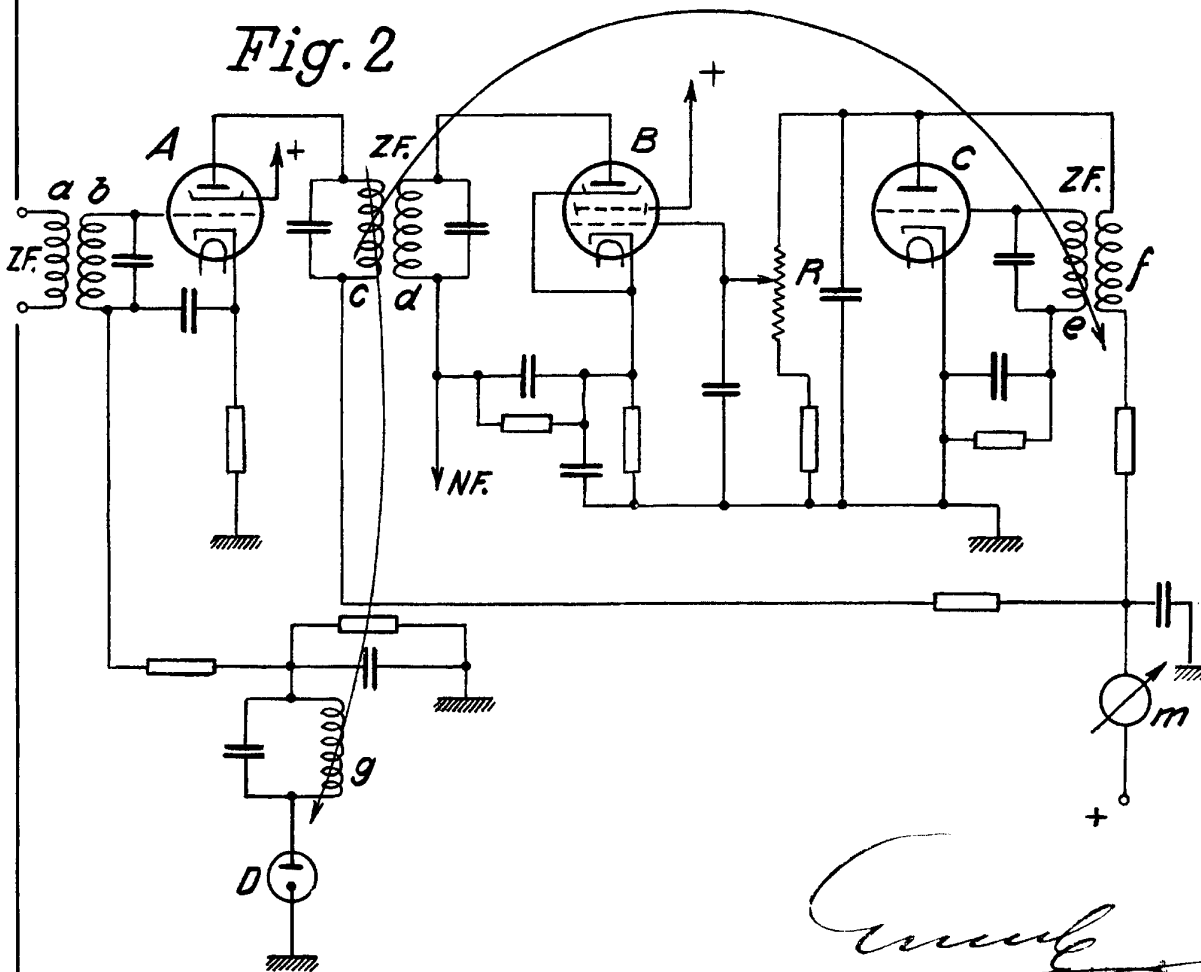 Fig. 2
A + ZF. B + C ZF.
a b
ZF. c d R e f
NF.
g m
D +